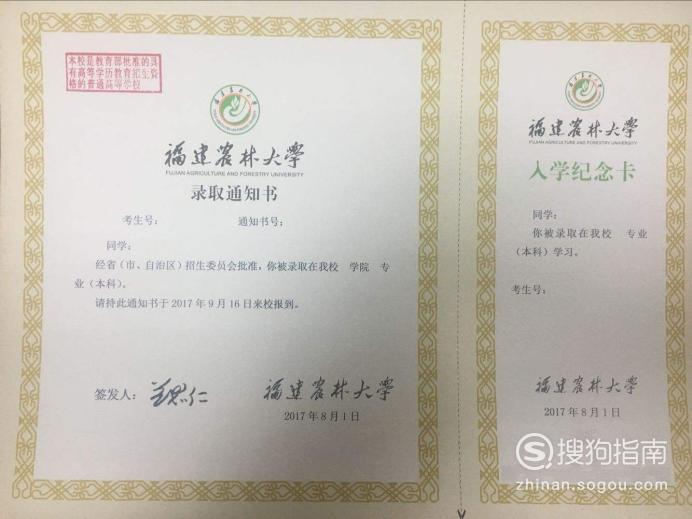 本校是教育部批准的具
有高等学历教育招生资
格的普通高等学校
福建农林大学
FUJIAN AGRICULTURE AND FORESTRY UNIVERSITY
录取通知书
考生号： 通知书号：
同学：
经省（市、自治区）招生委员会批准，你被录取在我校 学院 专
业（本科）。
请持此通知书于2017年9月16日来校报到。
签发人：
福建农林大学
2017年8月1日
福建农林大学
FUJIAN AGRICULTURE AND FORESTRY UNIVERSITY
入学纪念卡
同学：
你被录取在我校 专业
（本科）学习。
考生号：
福建农林大学
2017年8月1日
搜狗指南
zhinan.sogou.com